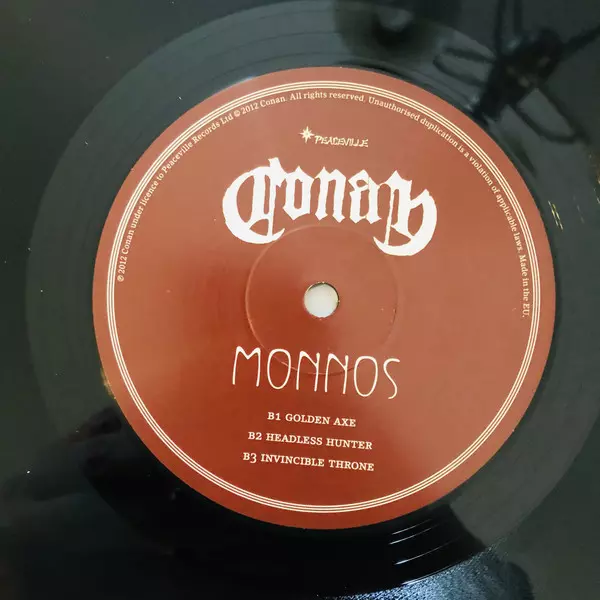 ℗ 2012 Conan under licence to Peaceville Records Ltd © 2012 Conan. All rights reserved. Unauthorised duplication is a violation of applicable laws. Made in the EU.
PEACEVILLE
Conan
MONNOS
B1 GOLDEN AXE
B2 HEADLESS HUNTER
B3 INVINCIBLE THRONE